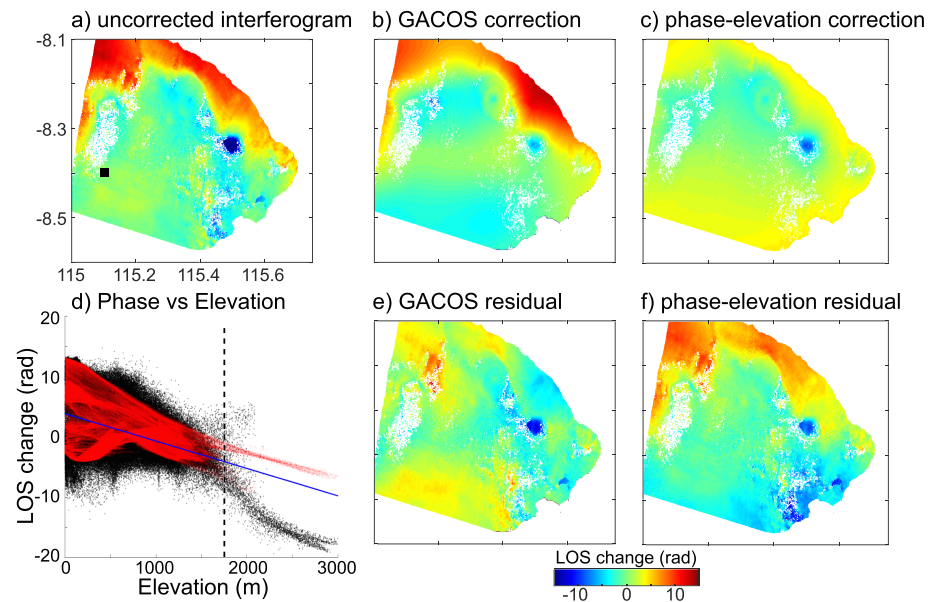 a) uncorrected interferogram
b) GACOS correction
c) phase-elevation correction
-8.1
-8.3
-8.5
115
115.2
115.4
115.6
d) Phase vs Elevation
e) GACOS residual
f) phase-elevation residual
LOS change (rad)
20
10
0
-10
-20
0
1000
2000
3000
Elevation (m)
LOS change (rad)
-10
0
10